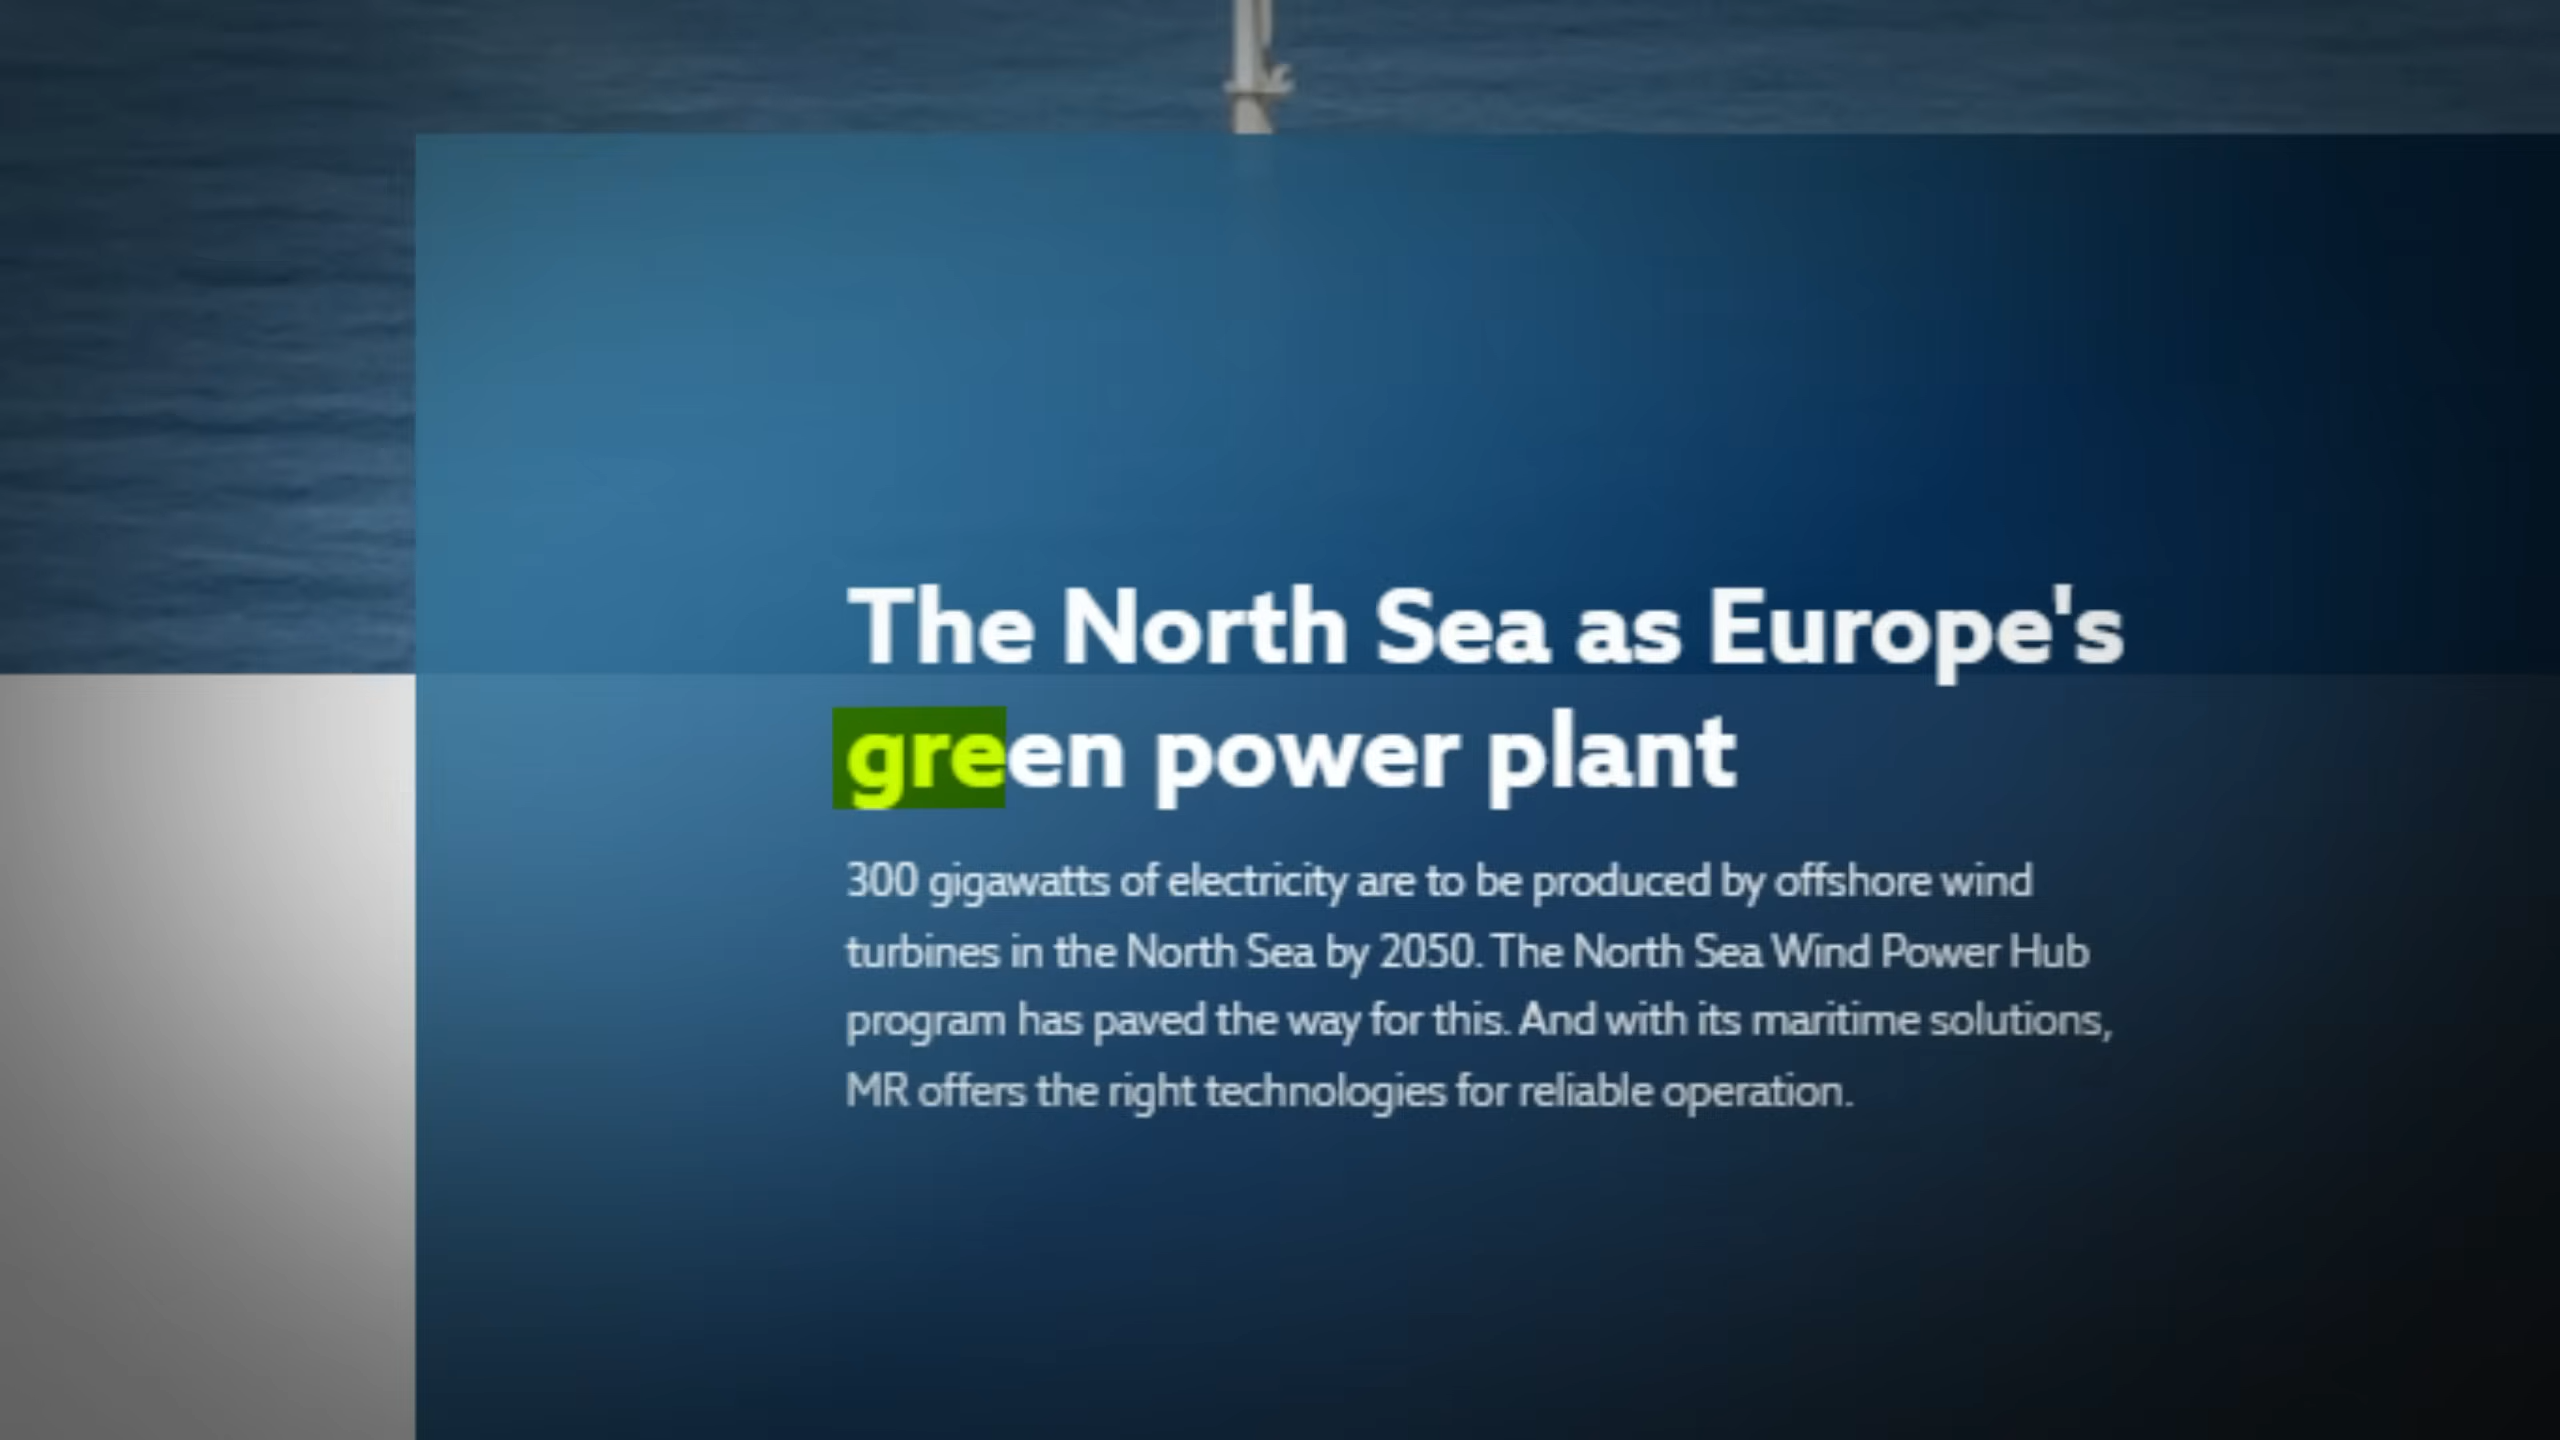 The North Sea as Europe's
green power plant
300 gigawatts of electricity are to be produced by offshore wind
turbines in the North Sea by 2050. The North Sea Wind Power Hub
program has paved the way for this. And with its maritime solutions,
MR offers the right technologies for reliable operation.